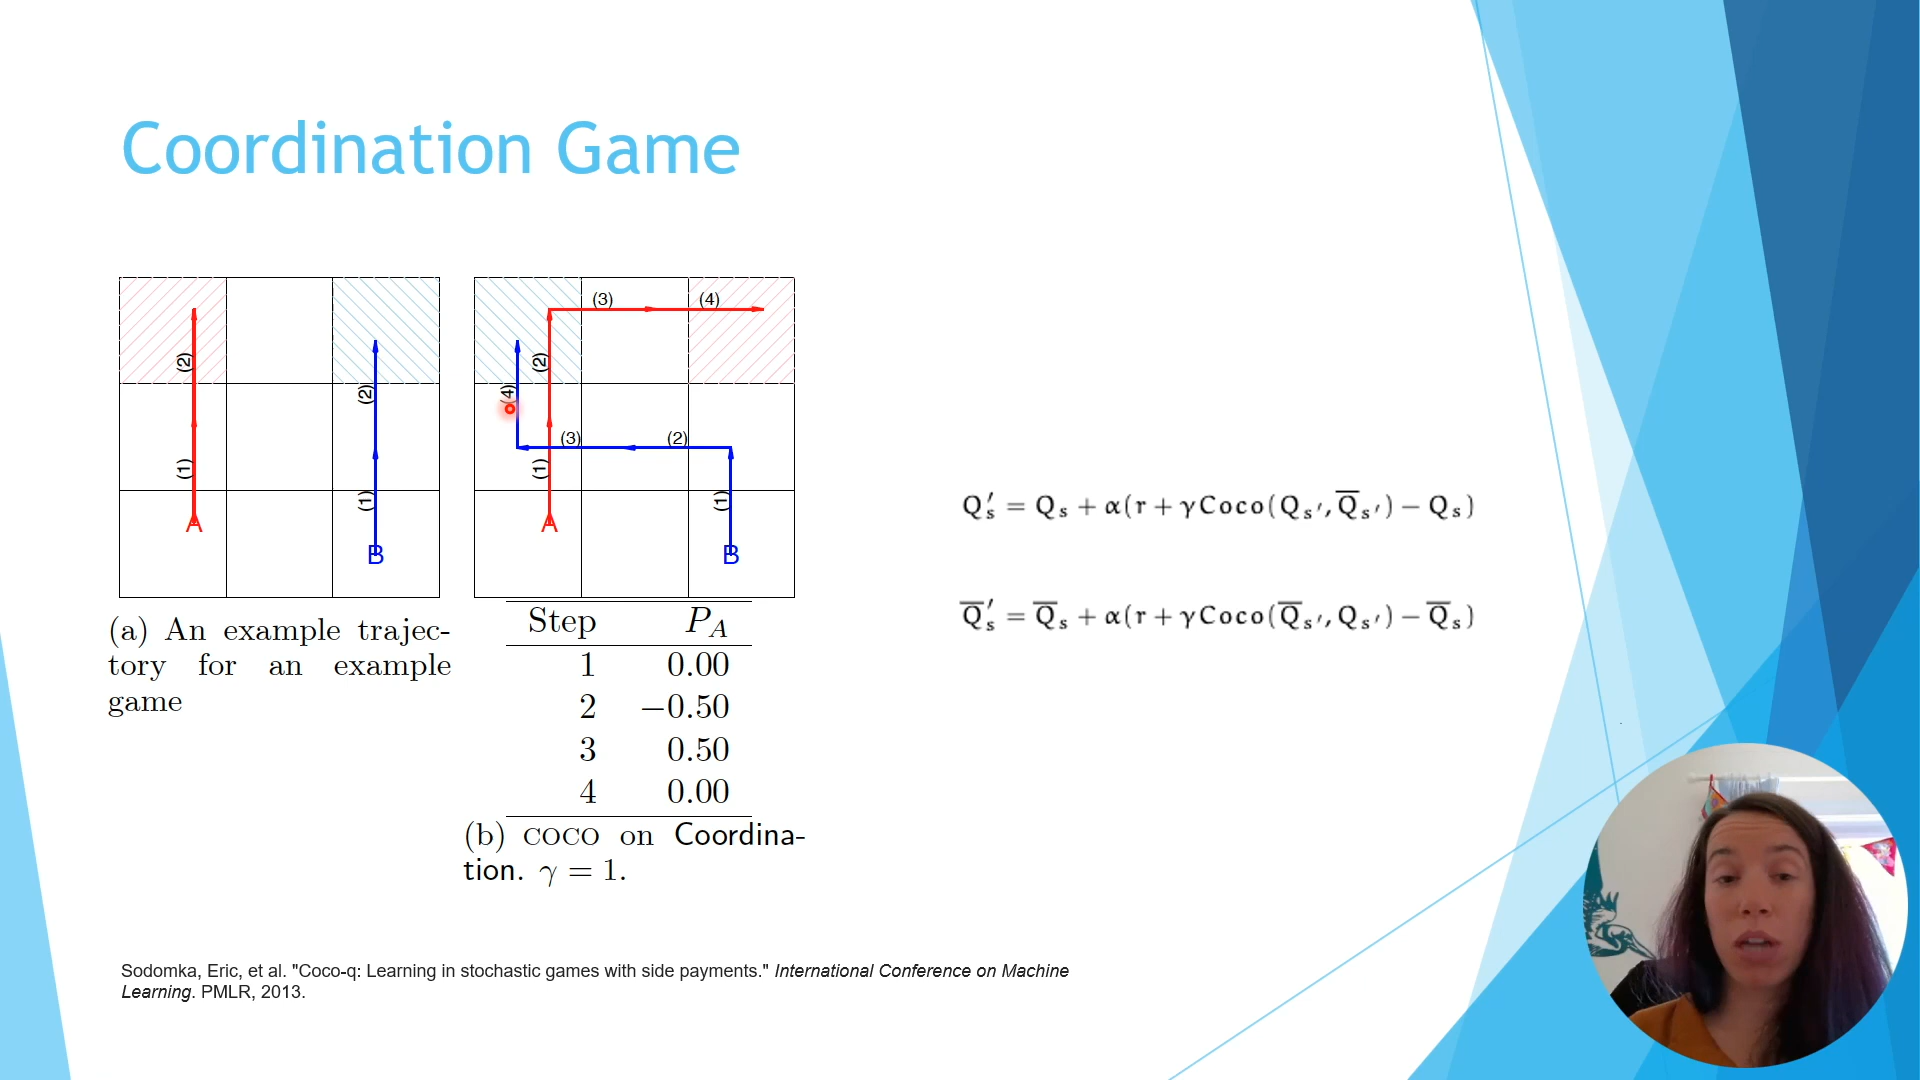 Coordination Game
(2)
(1)
A
(2)
(1)
B
(3)
(4)
(2)
(4)
(3)
(2)
(1)
(1)
A
B
(a) An example trajec-
tory for an example
game
Step P_A
1 0.00
2 −0.50
3 0.50
4 0.00
(b) COCO on Coordina-
tion. γ = 1.
Q′ₛ = Qₛ + α(r + γCoco(Qₛ′, Q̅ₛ′) − Qₛ)
Q̅′ₛ = Q̅ₛ + α(r + γCoco(Q̅ₛ′, Qₛ′) − Q̅ₛ)
Sodomka, Eric, et al. "Coco-q: Learning in stochastic games with side payments." International Conference on Machine
Learning. PMLR, 2013.